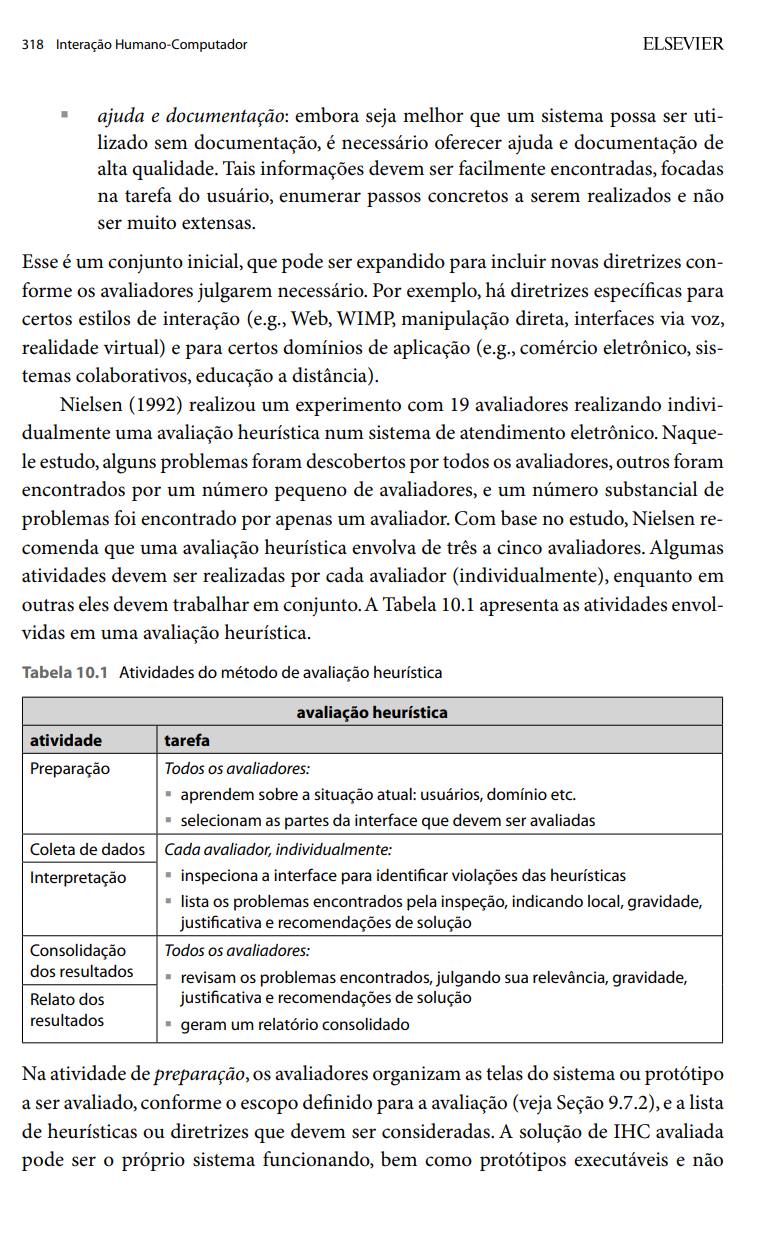 318 Interação Humano-Computador ELSEVIER
▪ ajuda e documentação: embora seja melhor que um sistema possa ser uti-
lizado sem documentação, é necessário oferecer ajuda e documentação de
alta qualidade. Tais informações devem ser facilmente encontradas, focadas
na tarefa do usuário, enumerar passos concretos a serem realizados e não
ser muito extensas.
Esse é um conjunto inicial, que pode ser expandido para incluir novas diretrizes con-
forme os avaliadores julgarem necessário. Por exemplo, há diretrizes específicas para
certos estilos de interação (e.g., Web, WIMP, manipulação direta, interfaces via voz,
realidade virtual) e para certos domínios de aplicação (e.g., comércio eletrônico, sis-
temas colaborativos, educação a distância).
Nielsen (1992) realizou um experimento com 19 avaliadores realizando indivi-
dualmente uma avaliação heurística num sistema de atendimento eletrônico. Naque-
le estudo, alguns problemas foram descobertos por todos os avaliadores, outros foram
encontrados por um número pequeno de avaliadores, e um número substancial de
problemas foi encontrado por apenas um avaliador. Com base no estudo, Nielsen re-
comenda que uma avaliação heurística envolva de três a cinco avaliadores. Algumas
atividades devem ser realizadas por cada avaliador (individualmente), enquanto em
outras eles devem trabalhar em conjunto. A Tabela 10.1 apresenta as atividades envol-
vidas em uma avaliação heurística.
Tabela 10.1 Atividades do método de avaliação heurística
avaliação heurística
atividade tarefa
Preparação Todos os avaliadores:
▪ aprendem sobre a situação atual: usuários, domínio etc.
▪ selecionam as partes da interface que devem ser avaliadas
Coleta de dados Cada avaliador, individualmente:
Interpretação ▪ inspeciona a interface para identificar violações das heurísticas
▪ lista os problemas encontrados pela inspeção, indicando local, gravidade,
justificativa e recomendações de solução
Consolidação Todos os avaliadores:
dos resultados ▪ revisam os problemas encontrados, julgando sua relevância, gravidade,
Relato dos justificativa e recomendações de solução
resultados ▪ geram um relatório consolidado
Na atividade de preparação, os avaliadores organizam as telas do sistema ou protótipo
a ser avaliado, conforme o escopo definido para a avaliação (veja Seção 9.7.2), e a lista
de heurísticas ou diretrizes que devem ser consideradas. A solução de IHC avaliada
pode ser o próprio sistema funcionando, bem como protótipos executáveis e não